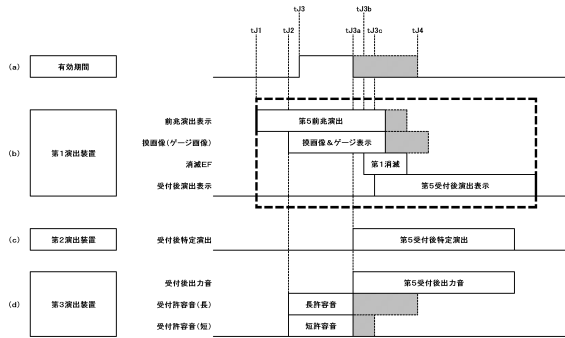 tJ3 tJ3b
tJ1 tJ2 tJ3a tJ3c tJ4
(a) 有効期間
前兆演出表示 第5前兆演出
換画像(ゲージ画像) 換画像&ゲージ表示
(b) 第1演出装置
消滅EF 第1消滅
受付後演出表示 第5受付後演出表示
(c) 第2演出装置 受付後特定演出 第5受付後特定演出
受付後出力音 第5受付後出力音
(d) 第3演出装置 受付許容音(長) 長許容音
受付許容音(短) 短許容音